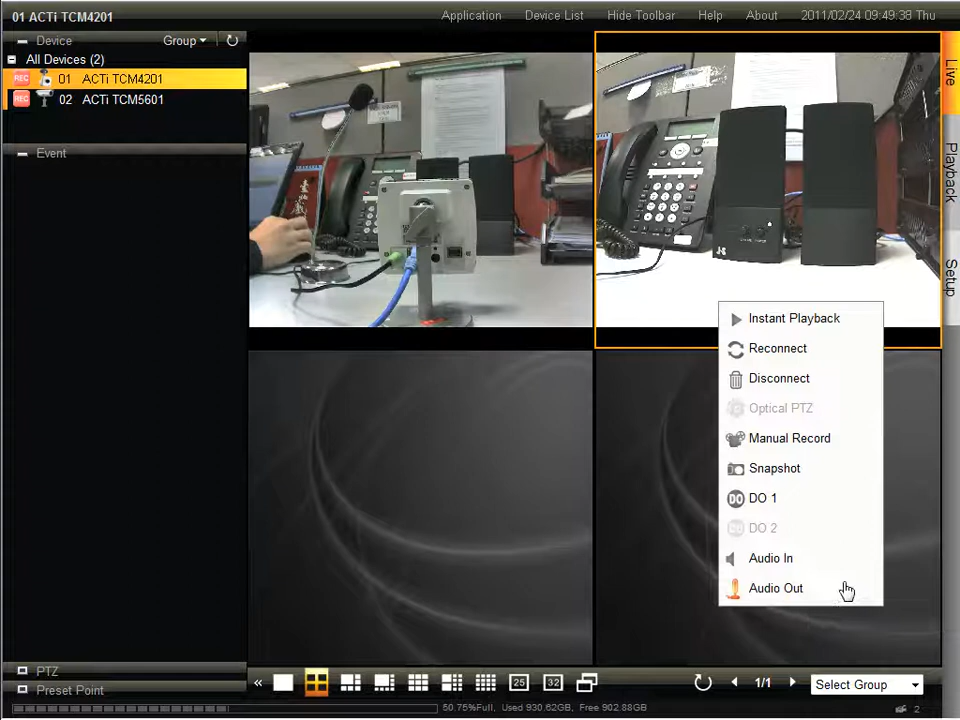 01 ACTi TCM4201
Application Device List Hide Toolbar Help About 2011/02/24 09:49:38 Thu
Device Group
All Devices (2)
REC 01 ACTi TCM4201
REC 02 ACTi TCM5601
Event
Live
Playback
Setup
Instant Playback
Reconnect
Disconnect
Optical PTZ
Manual Record
Snapshot
DO DO 1
DO DO 2
Audio In
Audio Out
PTZ
Preset Point
« 25 32 1/1 Select Group
50.75%Full, Used 930.62GB, Free 902.88GB 2